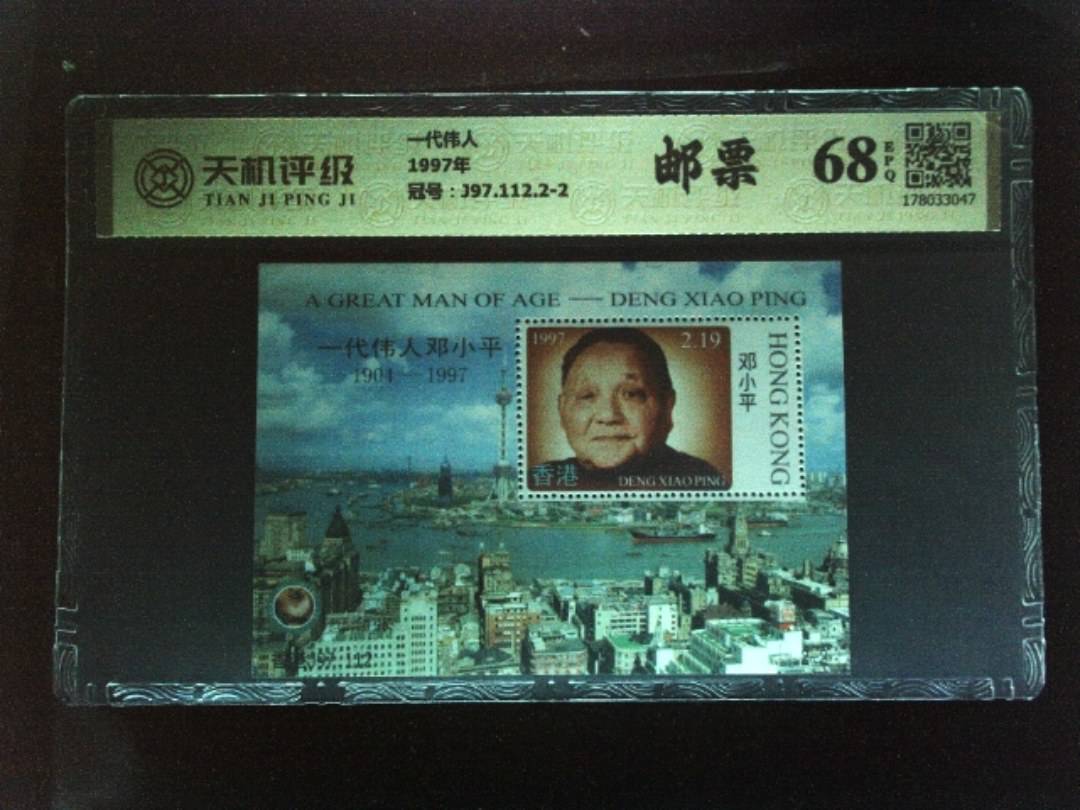 天机评级
TIAN JI PING JI
一代伟人
1997年
冠号：J97.112.2-2
邮票
68
EPQ
178033047
A GREAT MAN OF AGE — DENG XIAO PING
一代伟人邓小平
1904 — 1997
1997
2.19
邓小平
HONG KONG
香港
DENG XIAO PING